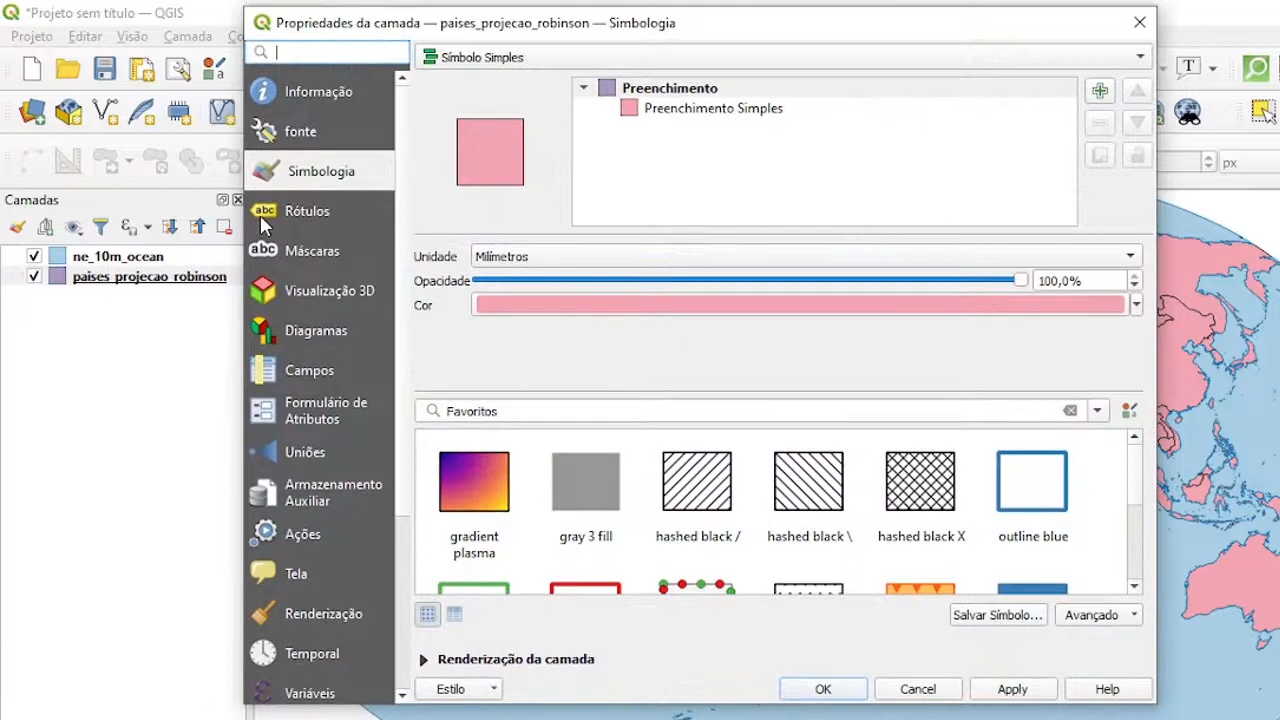 *Projeto sem título — QGIS
Projeto Editar Visão Camada
Camadas
ne_10m_ocean
paises_projecao_robinson
Propriedades da camada — paises_projecao_robinson — Simbologia
Informação
fonte
Simbologia
abc Rótulos
abc Máscaras
Visualização 3D
Diagramas
Campos
Formulário de
Atributos
Uniões
Armazenamento
Auxiliar
Ações
Tela
Renderização
Temporal
Variáveis
Símbolo Simples
Preenchimento
Preenchimento Simples
Unidade Milímetros
Opacidade 100,0%
Cor
Favoritos
gradient
plasma
gray 3 fill
hashed black /
hashed black \
hashed black X
outline blue
Salvar Símbolo... Avançado
Renderização da camada
Estilo OK Cancel Apply Help
T
px